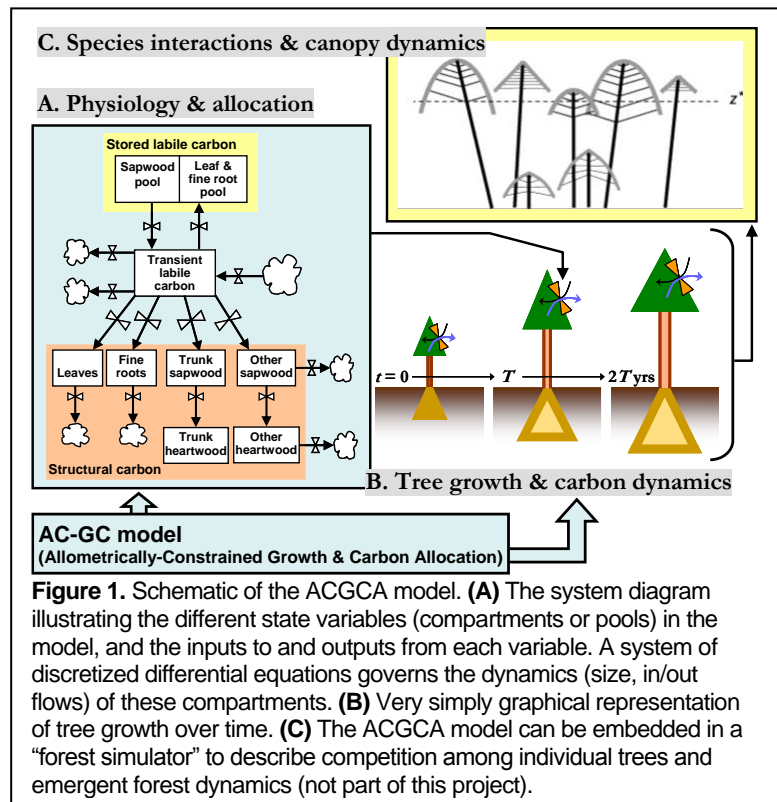 C. Species interactions & canopy dynamics
z*
A. Physiology & allocation
Stored labile carbon
Sapwood
pool
Leaf &
fine root
pool
Transient
labile
carbon
Leaves
Fine
roots
Trunk
sapwood
Other
sapwood
Trunk
heartwood
Other
heartwood
Structural carbon
t = 0
T
2T yrs
B. Tree growth & carbon dynamics
AC-GC model
(Allometrically-Constrained Growth & Carbon Allocation)
Figure 1. Schematic of the ACGCA model. (A) The system diagram
illustrating the different state variables (compartments or pools) in the
model, and the inputs to and outputs from each variable. A system of
discretized differential equations governs the dynamics (size, in/out
flows) of these compartments. (B) Very simply graphical representation
of tree growth over time. (C) The ACGCA model can be embedded in a
“forest simulator” to describe competition among individual trees and
emergent forest dynamics (not part of this project).